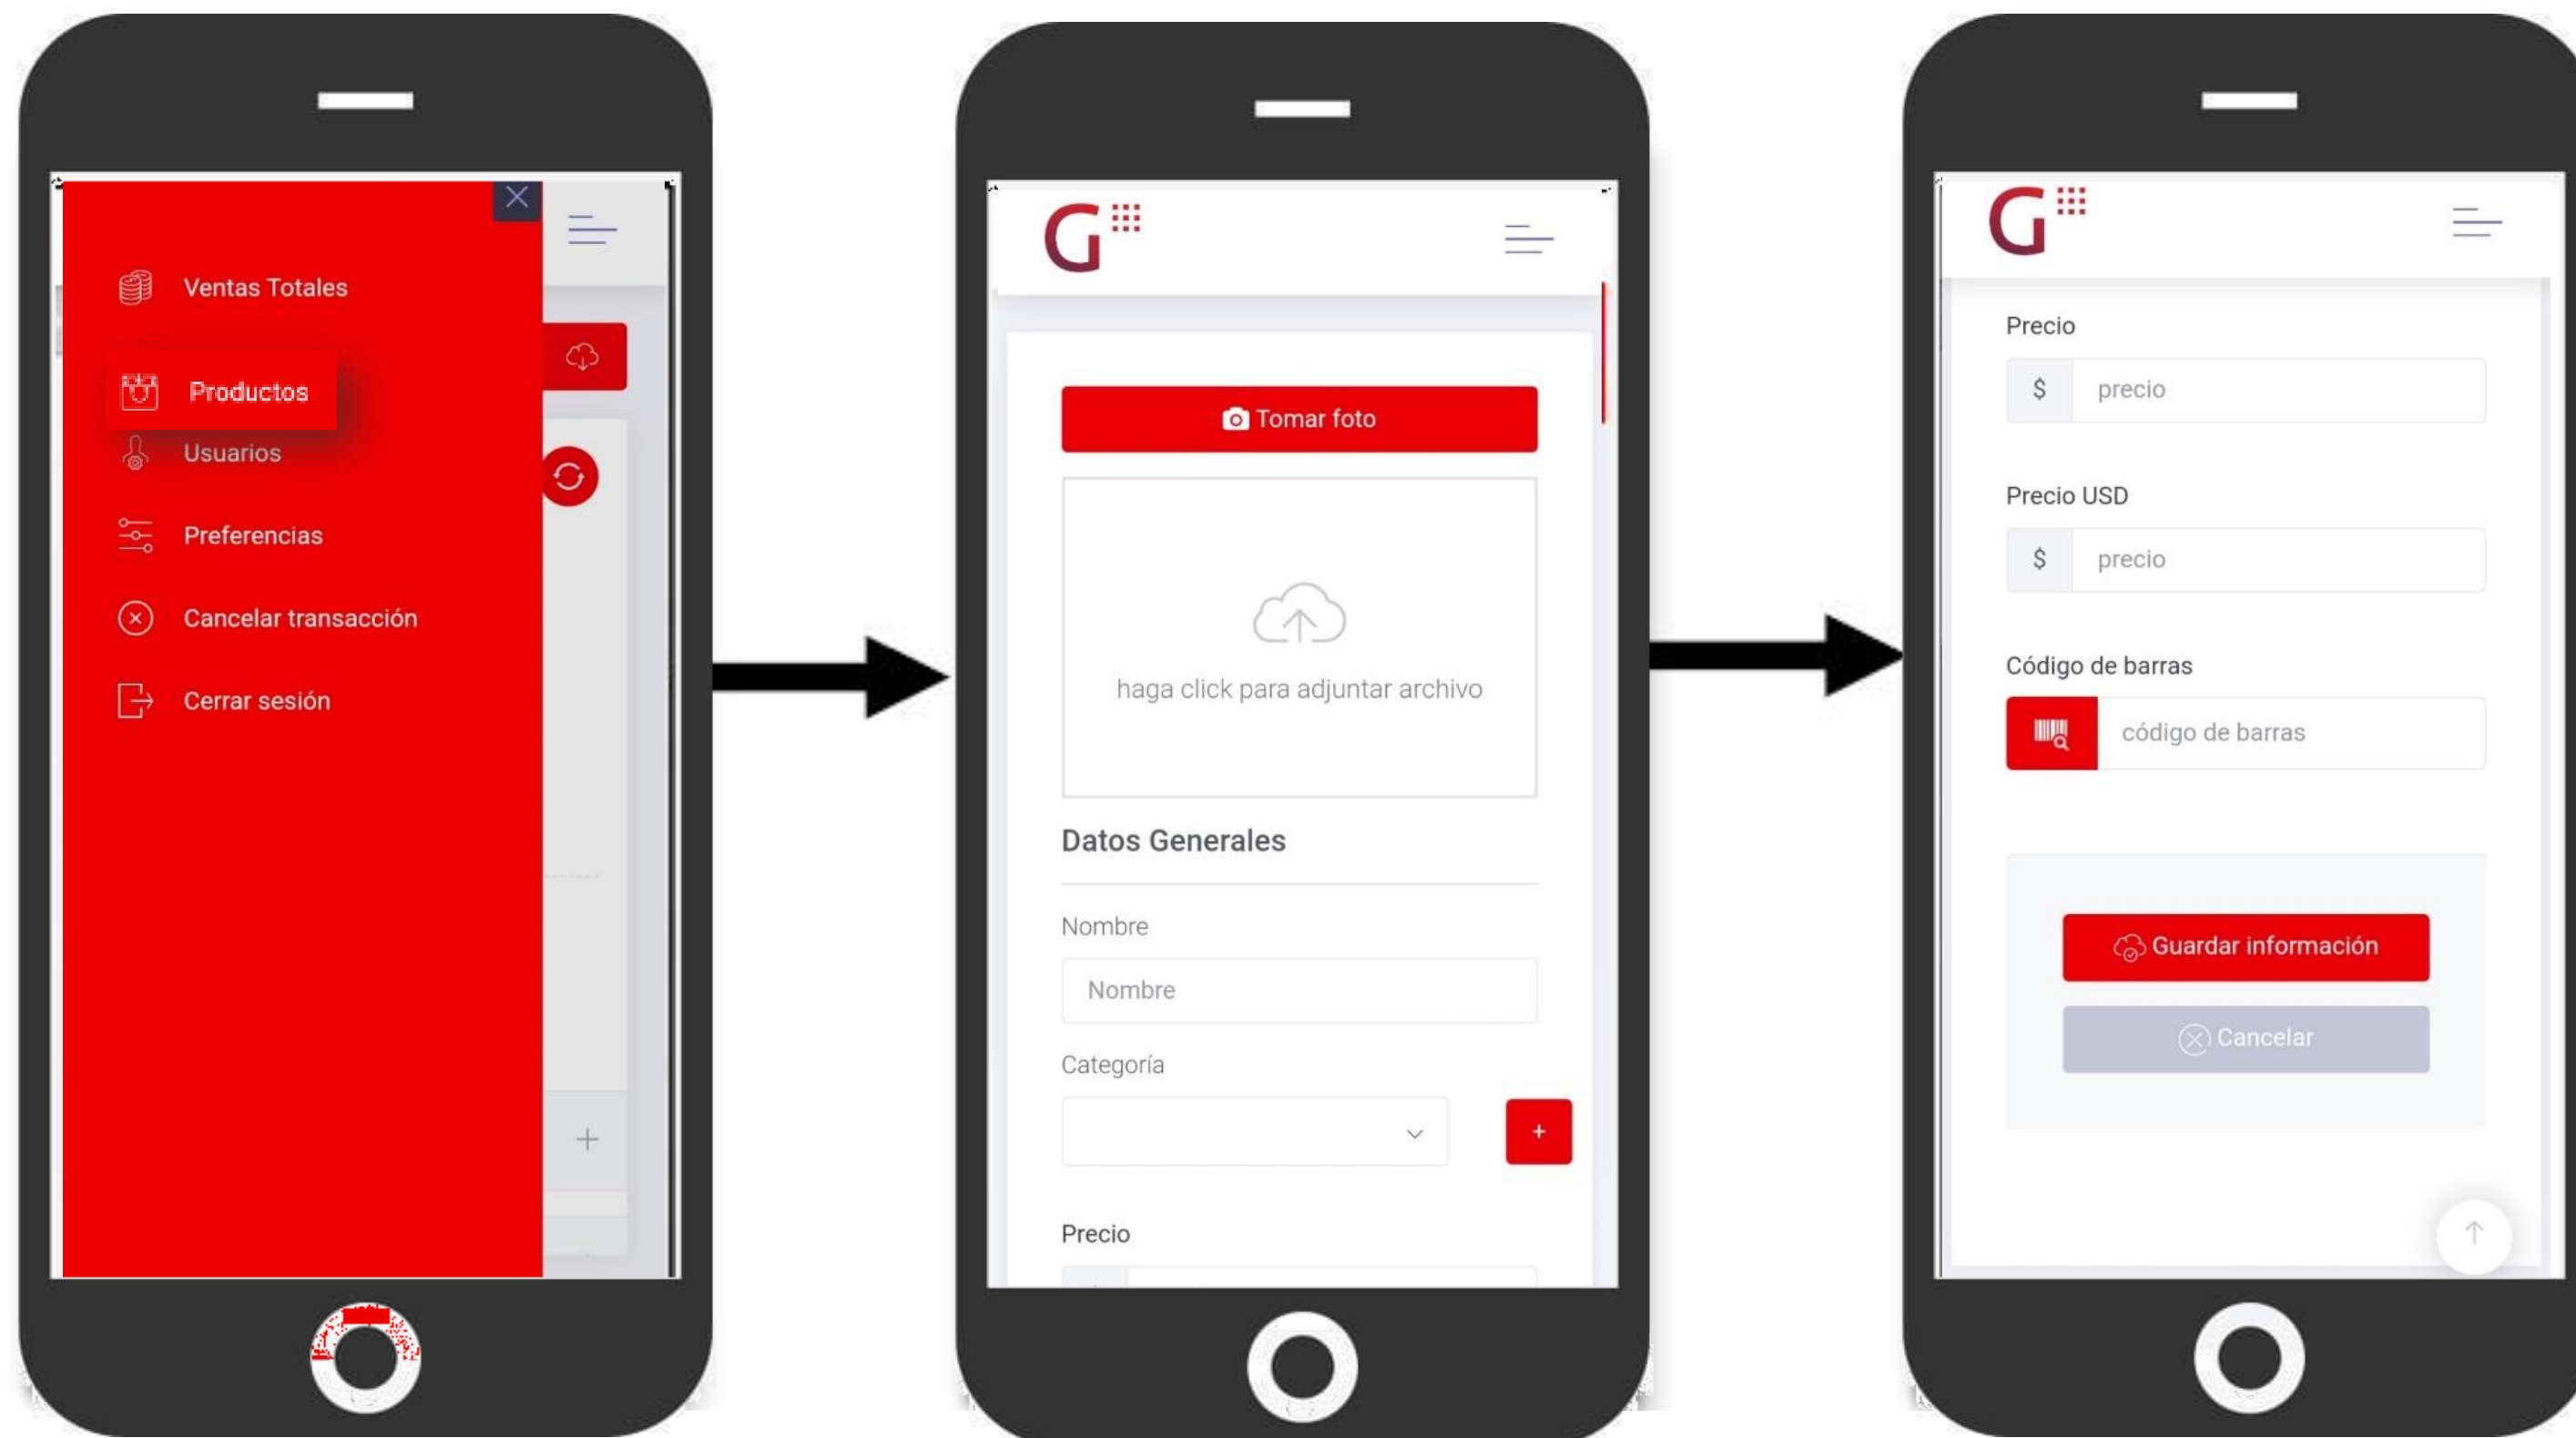 Ventas Totales
Productos
Usuarios
Preferencias
Cancelar transacción
Cerrar sesión
G
Tomar foto
haga click para adjuntar archivo
Datos Generales
Nombre
Nombre
Categoría
+
Precio
G
Precio
$ precio
Precio USD
$ precio
Código de barras
código de barras
Guardar información
Cancelar